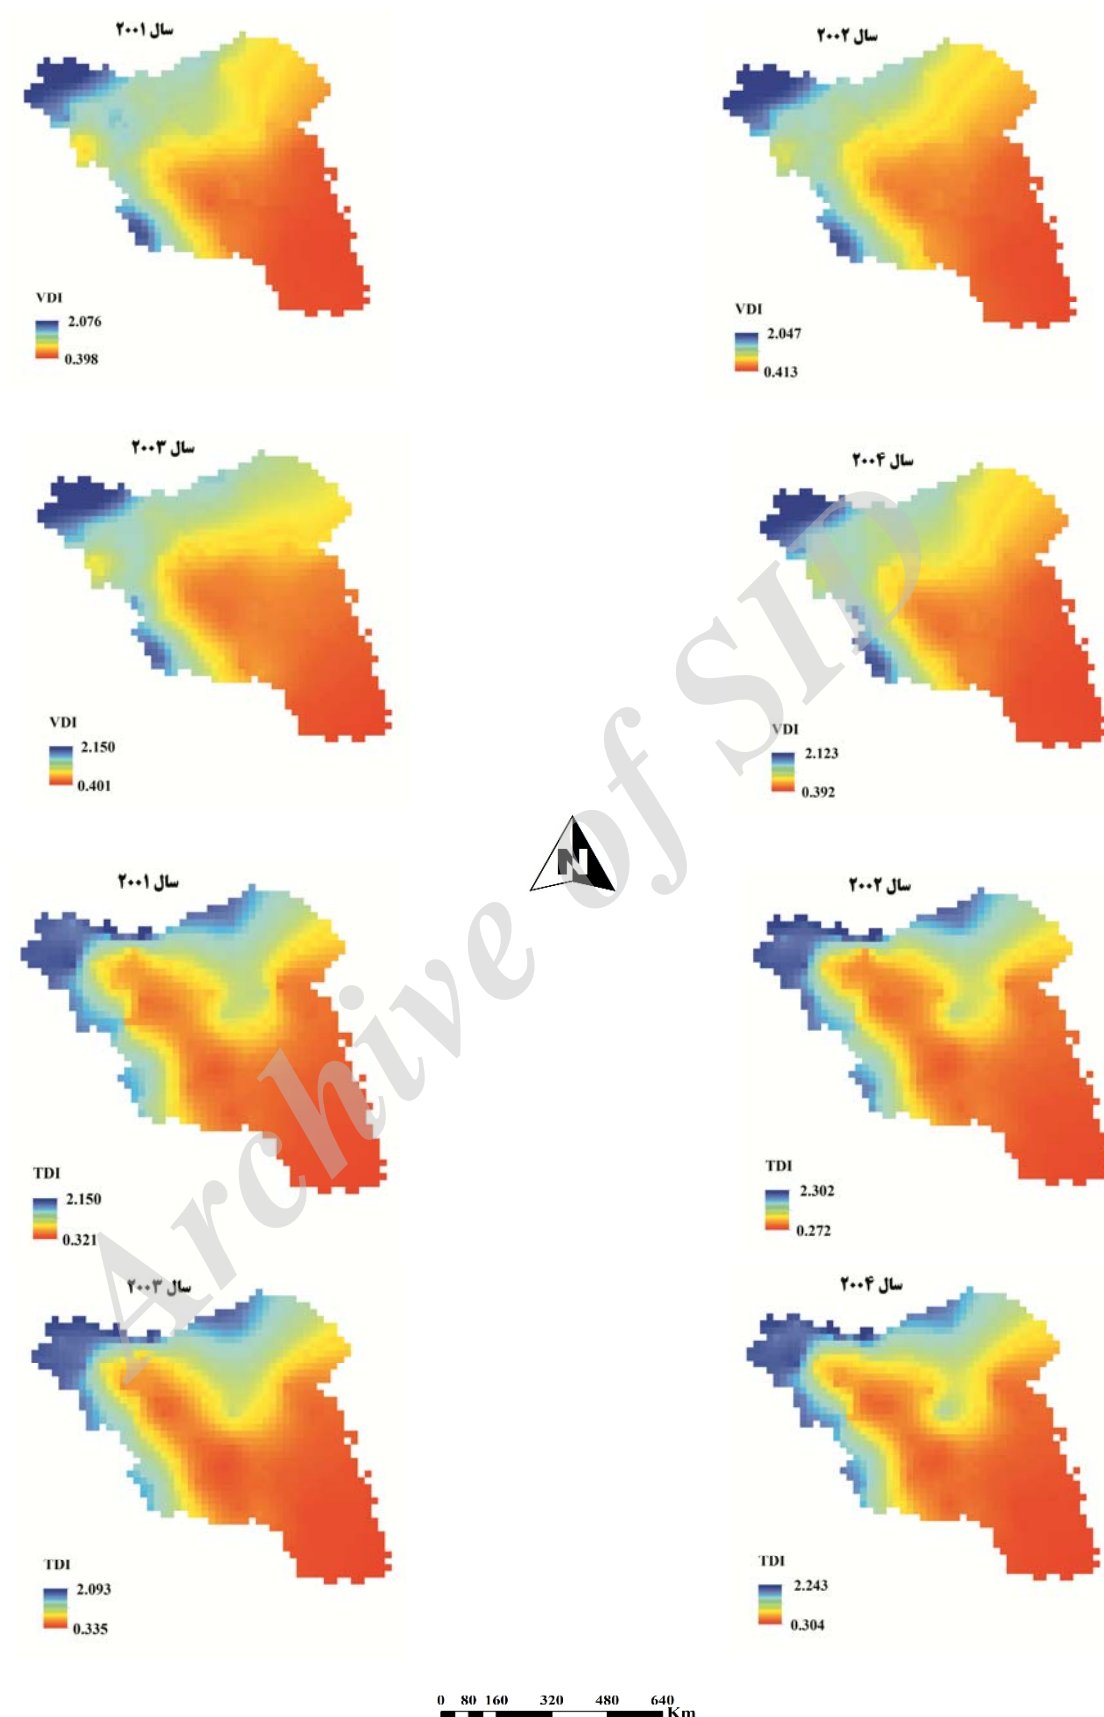 سال ۲۰۰۱
سال ۲۰۰۲
VDI
2.076
0.398
VDI
2.047
0.413
سال ۲۰۰۳
سال ۲۰۰۴
VDI
2.150
0.401
VDI
2.123
0.392
N
سال ۲۰۰۱
سال ۲۰۰۲
TDI
2.150
0.321
TDI
2.302
0.272
سال ۲۰۰۳
سال ۲۰۰۴
TDI
2.093
0.335
TDI
2.243
0.304
0 80 160 320 480 640 Km
Archive of SID